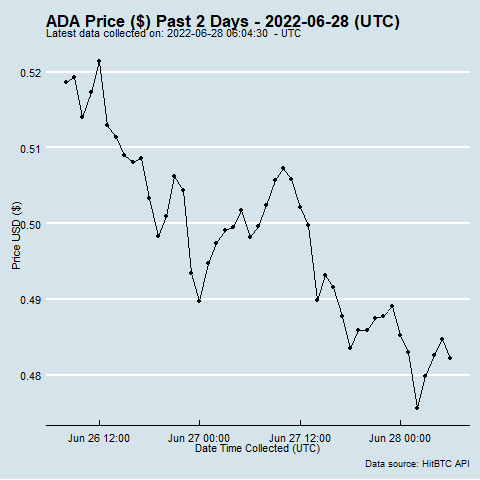 ADA Price ($) Past 2 Days - 2022-06-28 (UTC)
Latest data collected on: 2022-06-28 06:04:30 - UTC
0.52
0.51
0.50
0.49
0.48
Price USD ($)
Jun 26 12:00 Jun 27 00:00 Jun 27 12:00 Jun 28 00:00
Date Time Collected (UTC)
Data source: HitBTC API